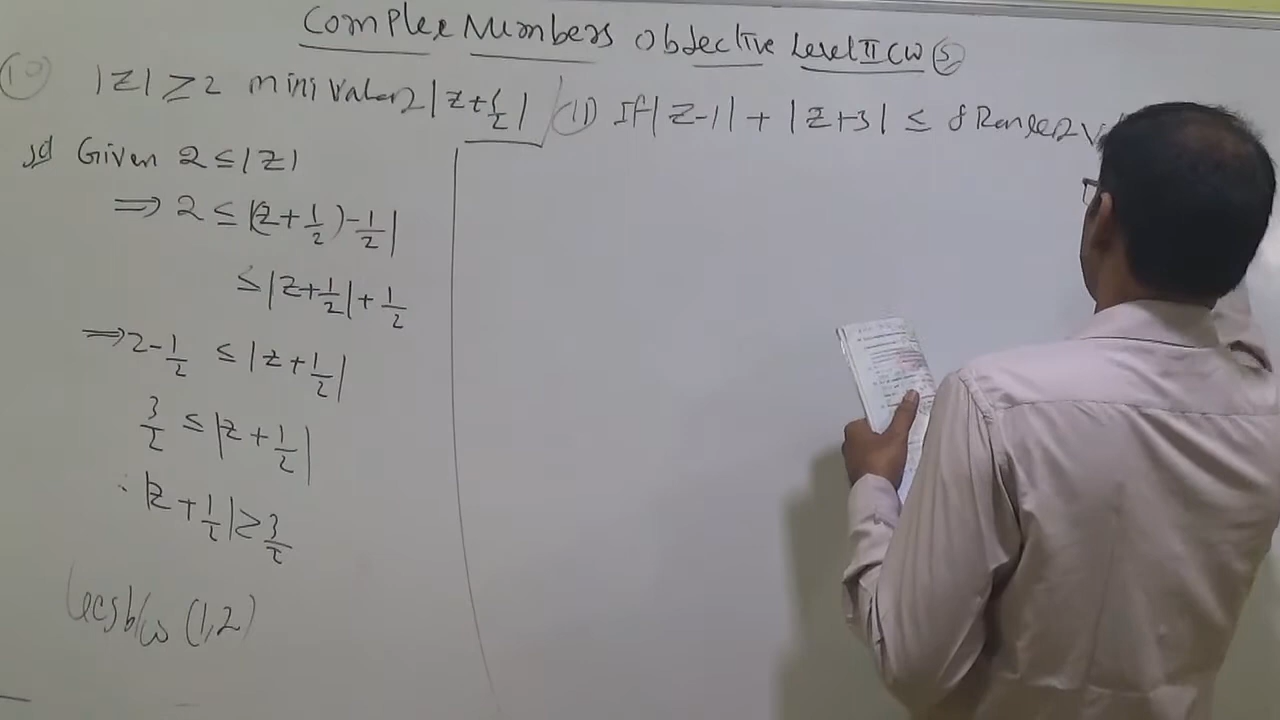 Complex Numbers Objective Level II CW (5)
(10) |Z| ≥ 2 mini value |Z+1/2|
Given 2 ≤ |Z|
⇒ 2 ≤ |(Z+1/2)-1/2|
≤ |Z+1/2|+1/2
⇒ 2-1/2 ≤ |Z+1/2|
3/2 ≤ |Z+1/2|
∴ |Z+1/2| ≥ 3/2
lies b/w (1,2)
11) If |Z-1| + |Z+3| ≤ 8 Range